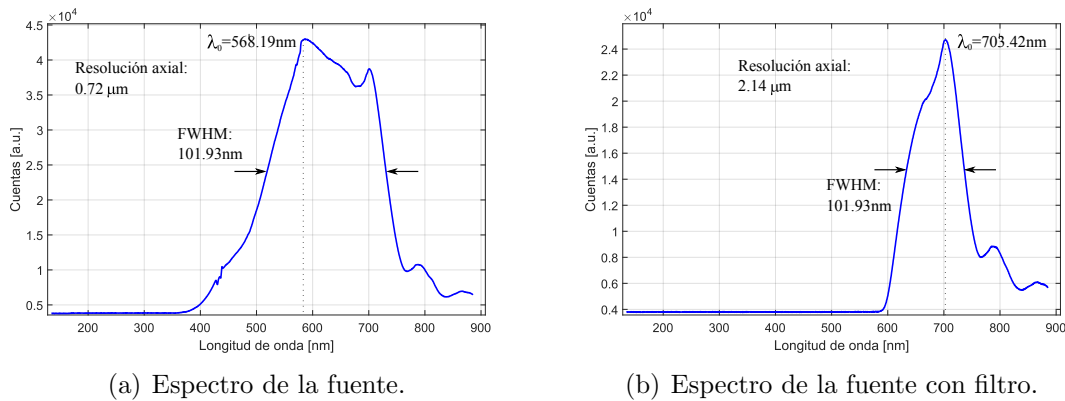 ×10⁴
4.5
4
3.5
3
2.5
2
1.5
1
0.5
Cuentas [a.u.]
λ₀=568.19nm
Resolución axial:
0.72 μm
FWHM:
101.93nm
200 300 400 500 600 700 800 900
Longitud de onda [nm]
(a) Espectro de la fuente.
×10⁴
2.6
2.4
2.2
2
1.8
1.6
1.4
1.2
1
0.8
0.6
0.4
Cuentas [a.u.]
λ₀=703.42nm
Resolución axial:
2.14 μm
FWHM:
101.93nm
200 300 400 500 600 700 800 900
Longitud de onda [nm]
(b) Espectro de la fuente con filtro.